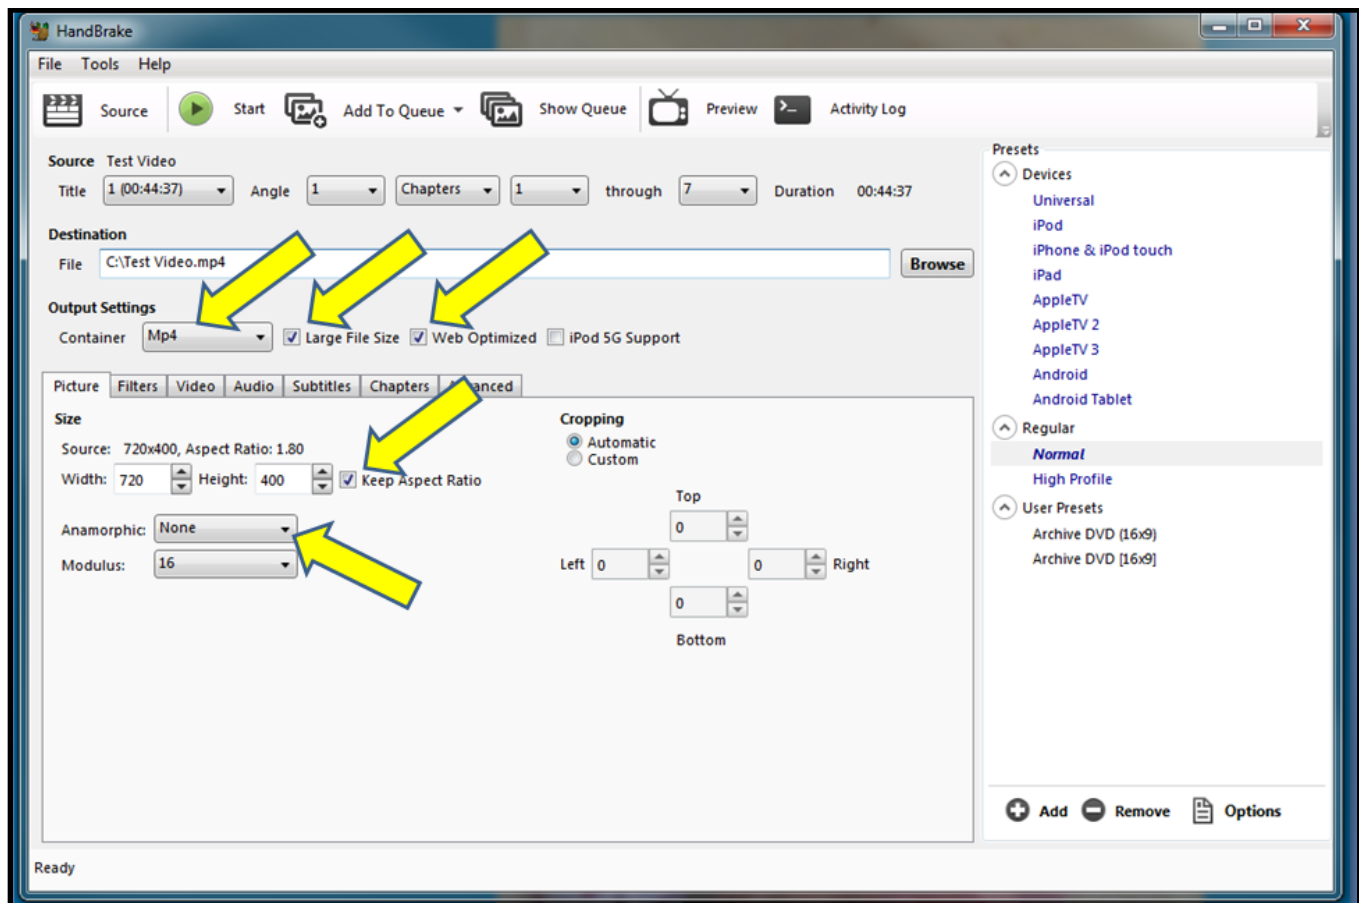 HandBrake
File Tools Help
Source Start Add To Queue Show Queue Preview Activity Log
Source Test Video
Title 1 (00:44:37) Angle 1 Chapters 1 through 7 Duration 00:44:37
Destination
File C:\Test Video.mp4 Browse
Output Settings
Container Mp4 Large File Size Web Optimized iPod 5G Support
Picture Filters Video Audio Subtitles Chapters
Size
Source: 720x400, Aspect Ratio: 1.80
Width: 720 Height: 400 Keep Aspect Ratio
Anamorphic: None
Modulus: 16
Cropping
Automatic
Custom
Top
0
Left 0 0 Right
0
Bottom
Presets
Devices
Universal
iPod
iPhone & iPod touch
iPad
AppleTV
AppleTV 2
AppleTV 3
Android
Android Tablet
Regular
Normal
High Profile
User Presets
Archive DVD (16x9)
Archive DVD [16x9]
Add Remove Options
Ready